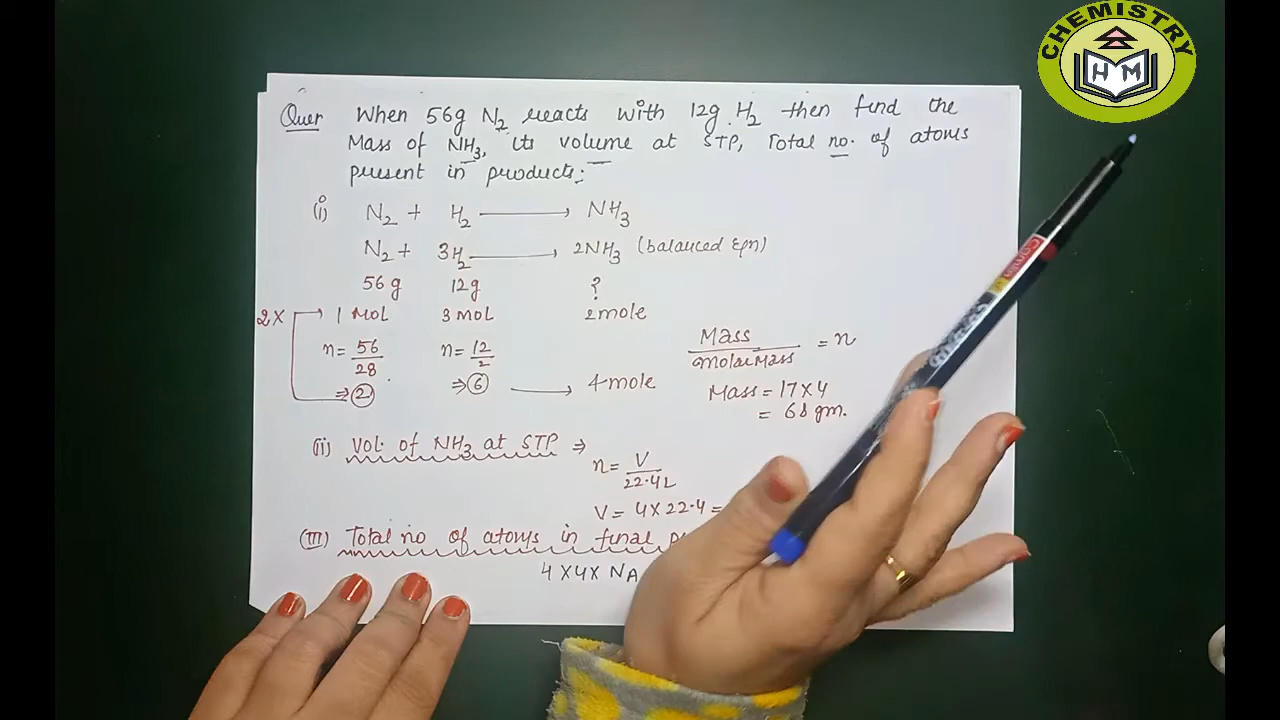 CHEMISTRY
HM
Ques When 56g N₂ reacts with 12g H₂ then find the
Mass of NH₃, its volume at STP, Total no. of atoms
present in products:
(i) N₂ + H₂ → NH₃
N₂ + 3H₂ → 2NH₃ (balanced Eqn)
56g 12g ?
2X → 1 MOL 3 MOL 2mole
n = 56/28 n = 12/2 Mass/Molar Mass = n
⇒ 2 ⇒ 6 → 4 mole Mass = 17 X 4
= 68 gm.
(ii) Vol. of NH₃ at STP ⇒
n = V/22.4L
V = 4 X 22.4 =
(III) Total no of atoms in final
4 X 4 X NA